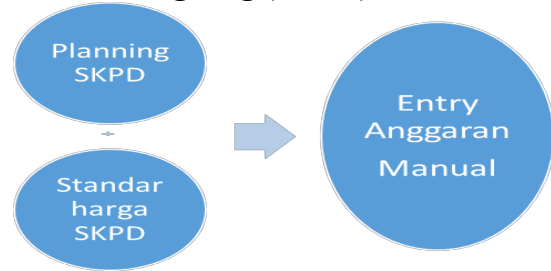 Planning
SKPD
+
Standar
harga
SKPD
Entry
Anggaran
Manual